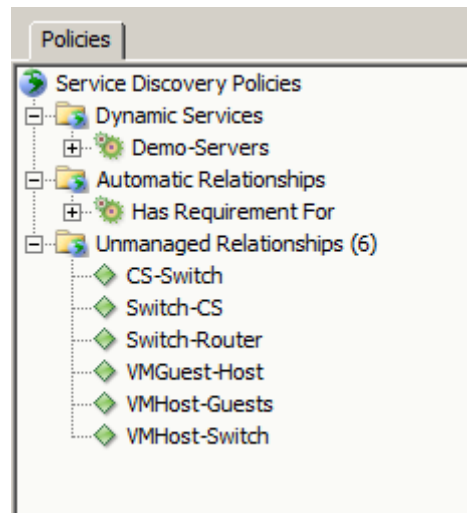 Policies
Service Discovery Policies
Dynamic Services
Demo-Servers
Automatic Relationships
Has Requirement For
Unmanaged Relationships (6)
CS-Switch
Switch-CS
Switch-Router
VMGuest-Host
VMHost-Guests
VMHost-Switch